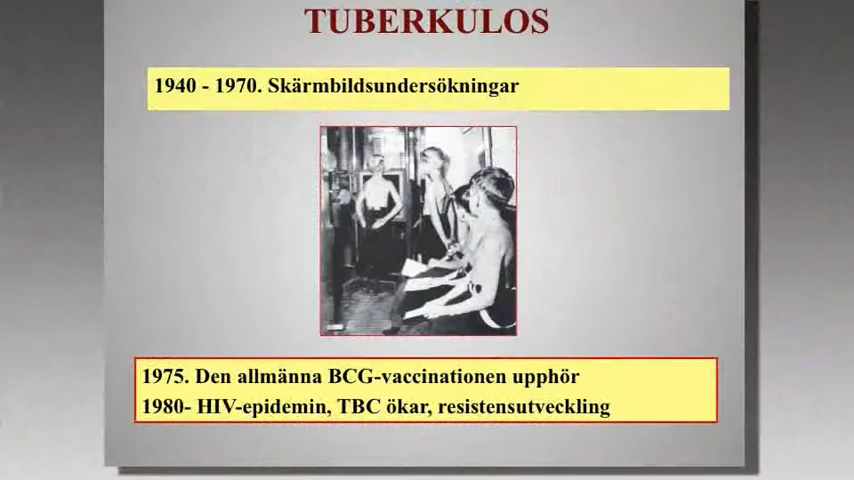 TUBERKULOS
1940 - 1970. Skärmbildsundersökningar
1975. Den allmänna BCG-vaccinationen upphör
1980- HIV-epidemin, TBC ökar, resistensutveckling